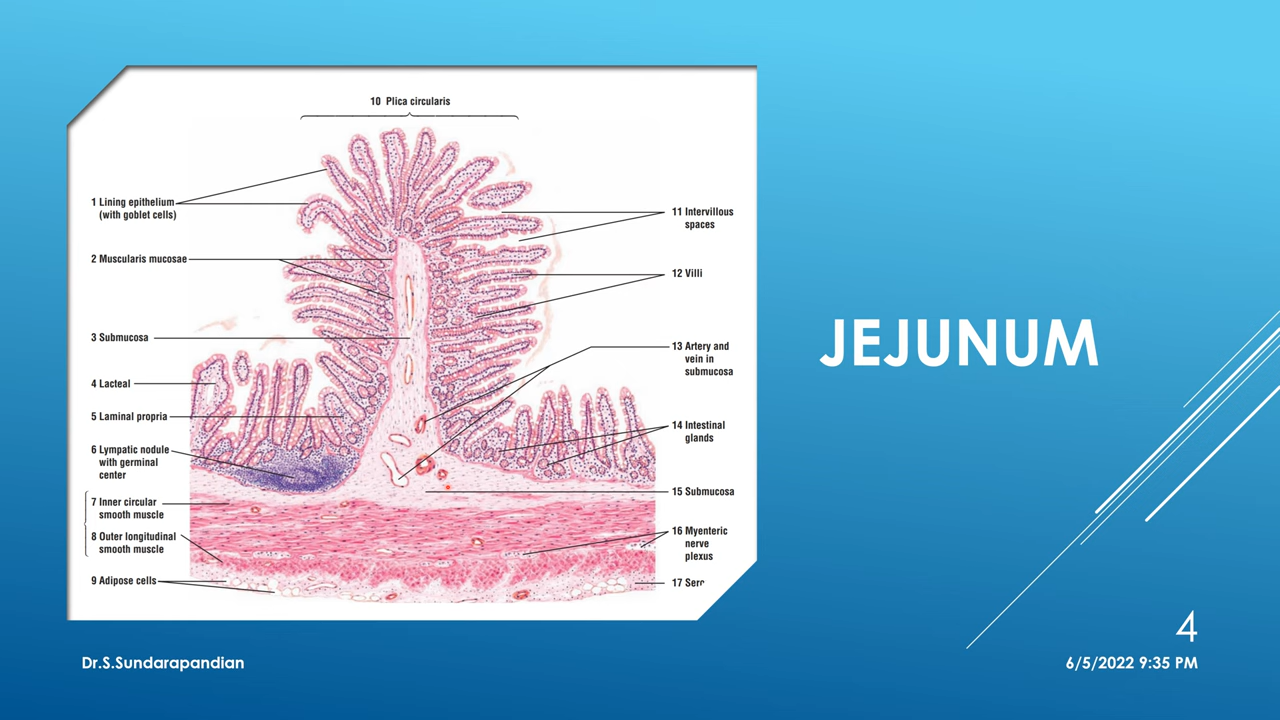 10 Plica circularis
1 Lining epithelium
(with goblet cells)
2 Muscularis mucosae
3 Submucosa
4 Lacteal
5 Laminal propria
6 Lympatic nodule
with germinal
center
7 Inner circular
smooth muscle
8 Outer longitudinal
smooth muscle
9 Adipose cells
11 Intervillous
spaces
12 Villi
13 Artery and
vein in
submucosa
14 Intestinal
glands
15 Submucosa
16 Myenteric
nerve
plexus
17
JEJUNUM
4
Dr.S.Sundarapandian
6/5/2022 9:35 PM